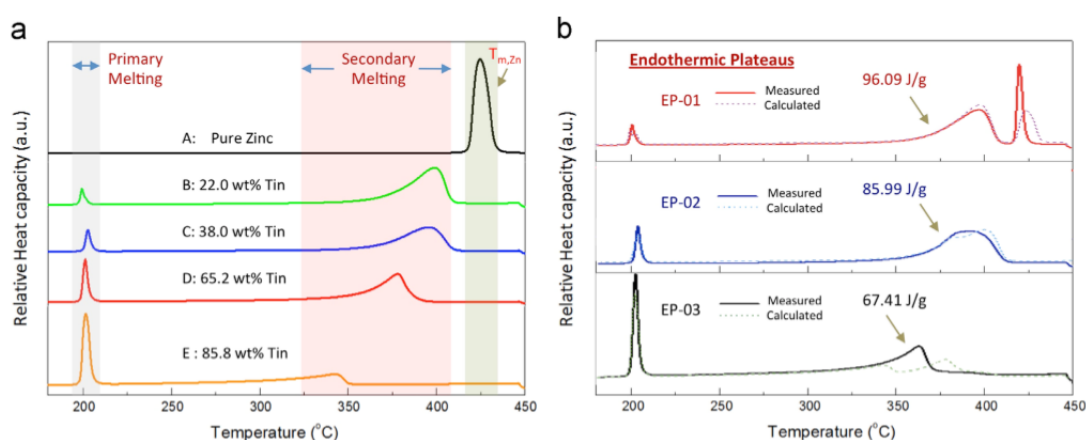 a
Primary
Melting
Secondary
Melting
Tm,Zn
A: Pure Zinc
B: 22.0 wt% Tin
C: 38.0 wt% Tin
D: 65.2 wt% Tin
E : 85.8 wt% Tin
Relative Heat capacity (a.u.)
200 250 300 350 400 450
Temperature (°C)
b
Endothermic Plateaus
EP-01
Measured
Calculated
96.09 J/g
EP-02
Measured
Calculated
85.99 J/g
EP-03
Measured
Calculated
67.41 J/g
Relative Heat capacity (a.u.)
200 250 300 350 400 450
Temperature (°C)